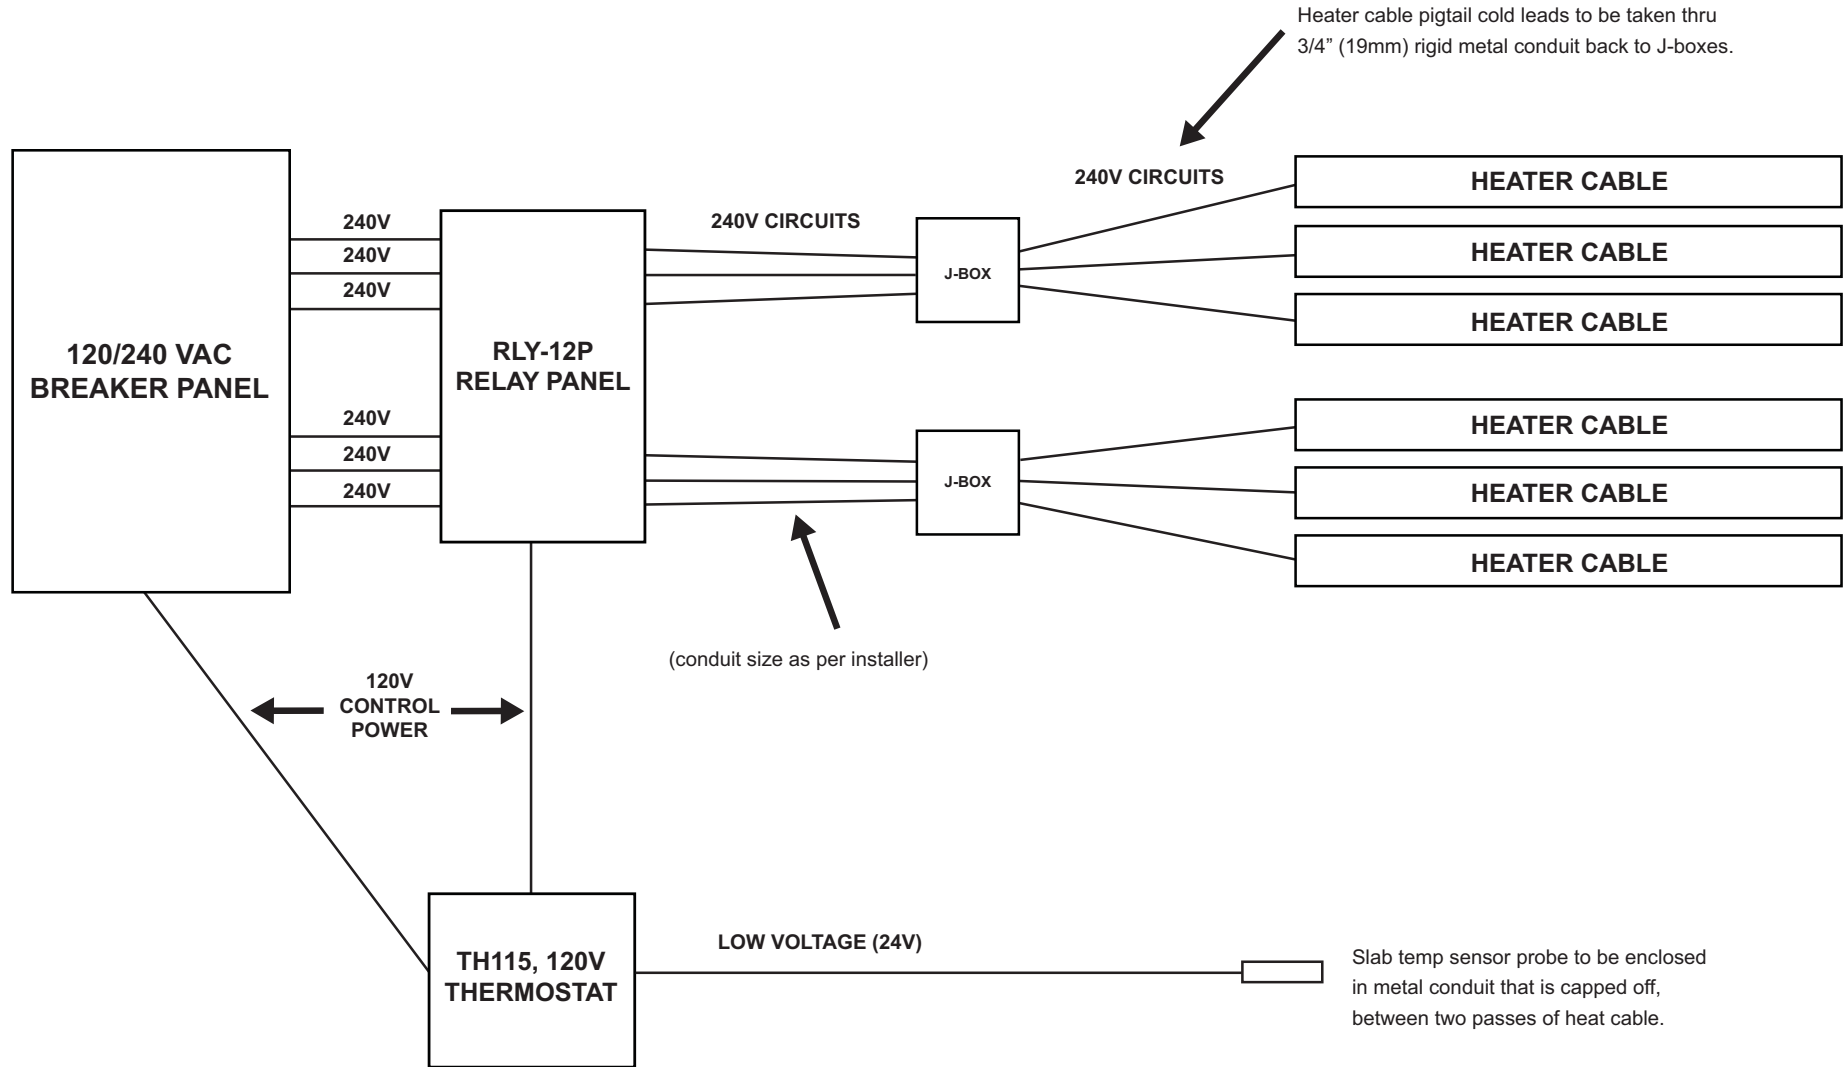 Heater cable pigtail cold leads to be taken thru
3/4” (19mm) rigid metal conduit back to J-boxes.
240V CIRCUITS
HEATER CABLE
240V
240V CIRCUITS
HEATER CABLE
240V
J-BOX
240V
HEATER CABLE
120/240 VAC
BREAKER PANEL
RLY-12P
RELAY PANEL
240V
HEATER CABLE
240V
J-BOX
HEATER CABLE
240V
HEATER CABLE
(conduit size as per installer)
120V
CONTROL
POWER
LOW VOLTAGE (24V)
TH115, 120V
THERMOSTAT
Slab temp sensor probe to be enclosed
in metal conduit that is capped off,
between two passes of heat cable.